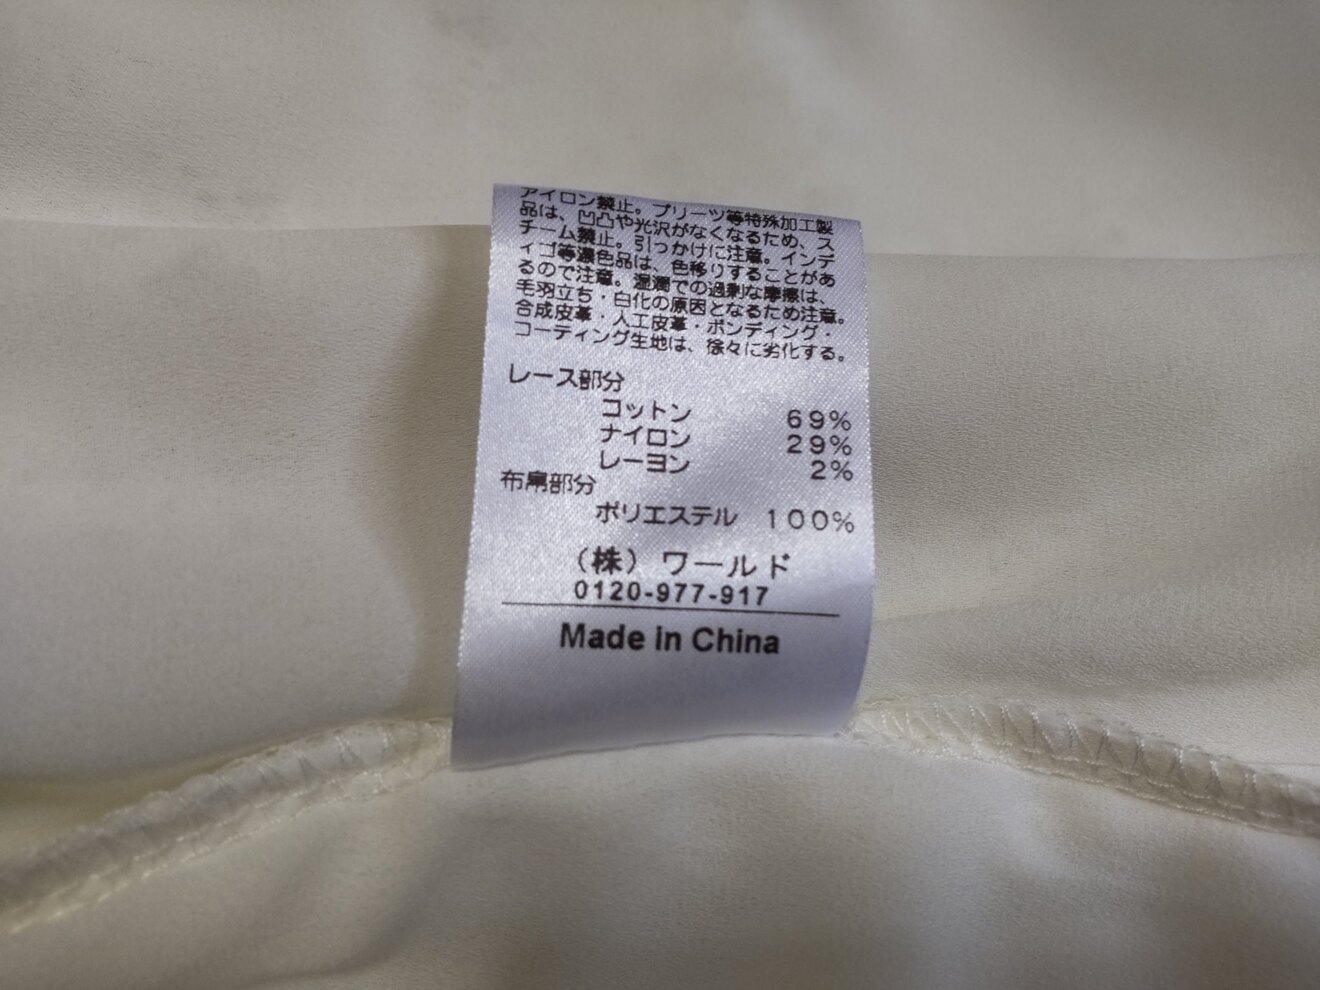 アイロン禁止。プリーツ等特殊加工製
品は、凹凸や光沢がなくなるため、ス
チーム禁止。引っかけに注意。インデ
ィゴ等濃色品は、色移りすることがあ
るので注意。湿潤での過剰な摩擦は、
毛羽立ち・白化の原因となるため注意。
合成皮革・人工皮革・ボンディング・
コーティング生地は、徐々に劣化する。
レース部分
コットン 69%
ナイロン 29%
レーヨン 2%
布帛部分
ポリエステル 100%
（株）ワールド
0120-977-917
Made in China